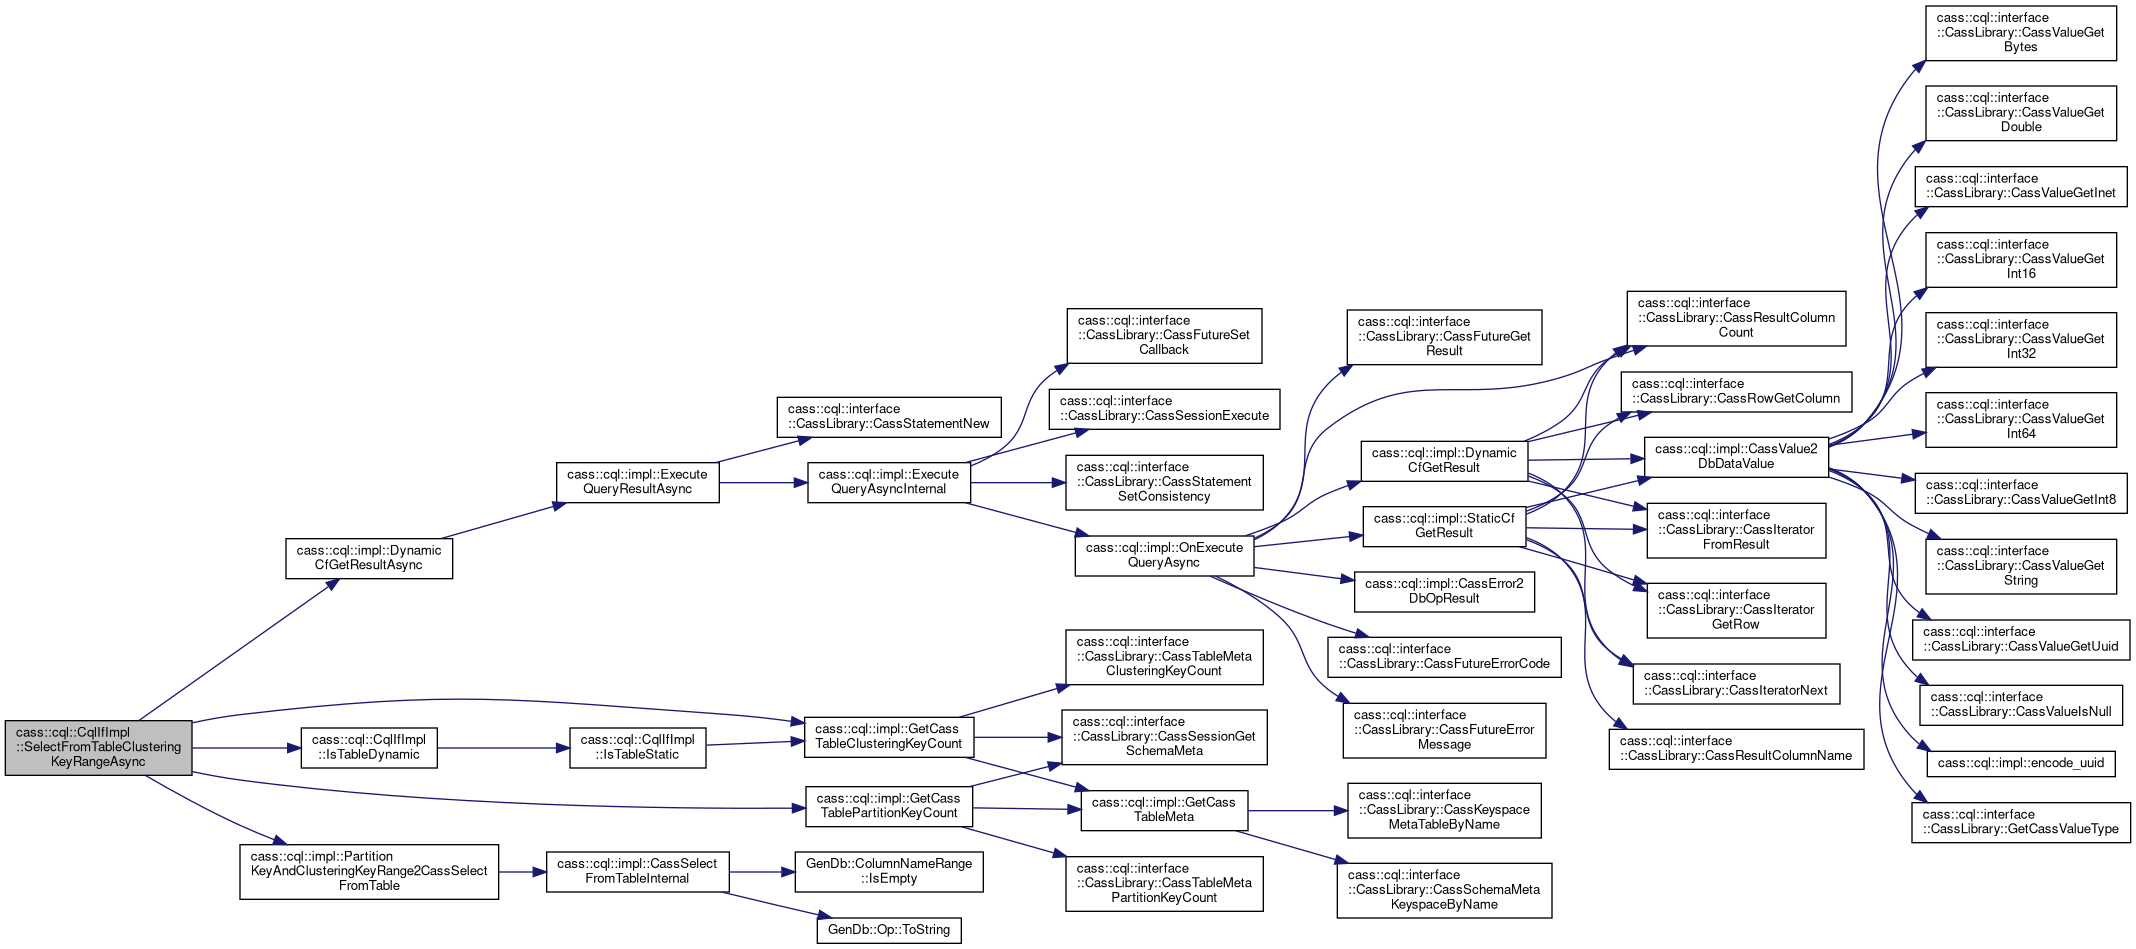 cass::cql::CqlIfImpl
::SelectFromTableClustering
KeyRangeAsync
cass::cql::impl::Dynamic
CfGetResultAsync
cass::cql::CqlIfImpl
::IsTableDynamic
cass::cql::impl::Partition
KeyAndClusteringKeyRange2CassSelect
FromTable
cass::cql::impl::Execute
QueryResultAsync
cass::cql::CqlIfImpl
::IsTableStatic
cass::cql::impl::CassSelect
FromTableInternal
cass::cql::interface
::CassLibrary::CassStatementNew
cass::cql::impl::Execute
QueryAsyncInternal
cass::cql::impl::GetCass
TableClusteringKeyCount
cass::cql::impl::GetCass
TablePartitionKeyCount
GenDb::ColumnNameRange
::IsEmpty
GenDb::Op::ToString
cass::cql::interface
::CassLibrary::CassFutureSet
Callback
cass::cql::interface
::CassLibrary::CassSessionExecute
cass::cql::interface
::CassLibrary::CassStatement
SetConsistency
cass::cql::impl::OnExecute
QueryAsync
cass::cql::interface
::CassLibrary::CassTableMeta
ClusteringKeyCount
cass::cql::interface
::CassLibrary::CassSessionGet
SchemaMeta
cass::cql::impl::GetCass
TableMeta
cass::cql::interface
::CassLibrary::CassTableMeta
PartitionKeyCount
cass::cql::interface
::CassLibrary::CassFutureGet
Result
cass::cql::impl::Dynamic
CfGetResult
cass::cql::impl::StaticCf
GetResult
cass::cql::impl::CassError2
DbOpResult
cass::cql::interface
::CassLibrary::CassFutureErrorCode
cass::cql::interface
::CassLibrary::CassFutureError
Message
cass::cql::interface
::CassLibrary::CassKeyspace
MetaTableByName
cass::cql::interface
::CassLibrary::CassSchemaMeta
KeyspaceByName
cass::cql::interface
::CassLibrary::CassResultColumn
Count
cass::cql::interface
::CassLibrary::CassRowGetColumn
cass::cql::impl::CassValue2
DbDataValue
cass::cql::interface
::CassLibrary::CassIterator
FromResult
cass::cql::interface
::CassLibrary::CassIterator
GetRow
cass::cql::interface
::CassLibrary::CassIteratorNext
cass::cql::interface
::CassLibrary::CassResultColumnName
cass::cql::interface
::CassLibrary::CassValueGet
Bytes
cass::cql::interface
::CassLibrary::CassValueGet
Double
cass::cql::interface
::CassLibrary::CassValueGetInet
cass::cql::interface
::CassLibrary::CassValueGet
Int16
cass::cql::interface
::CassLibrary::CassValueGet
Int32
cass::cql::interface
::CassLibrary::CassValueGet
Int64
cass::cql::interface
::CassLibrary::CassValueGetInt8
cass::cql::interface
::CassLibrary::CassValueGet
String
cass::cql::interface
::CassLibrary::CassValueGetUuid
cass::cql::interface
::CassLibrary::CassValueIsNull
cass::cql::impl::encode_uuid
cass::cql::interface
::CassLibrary::GetCassValueType